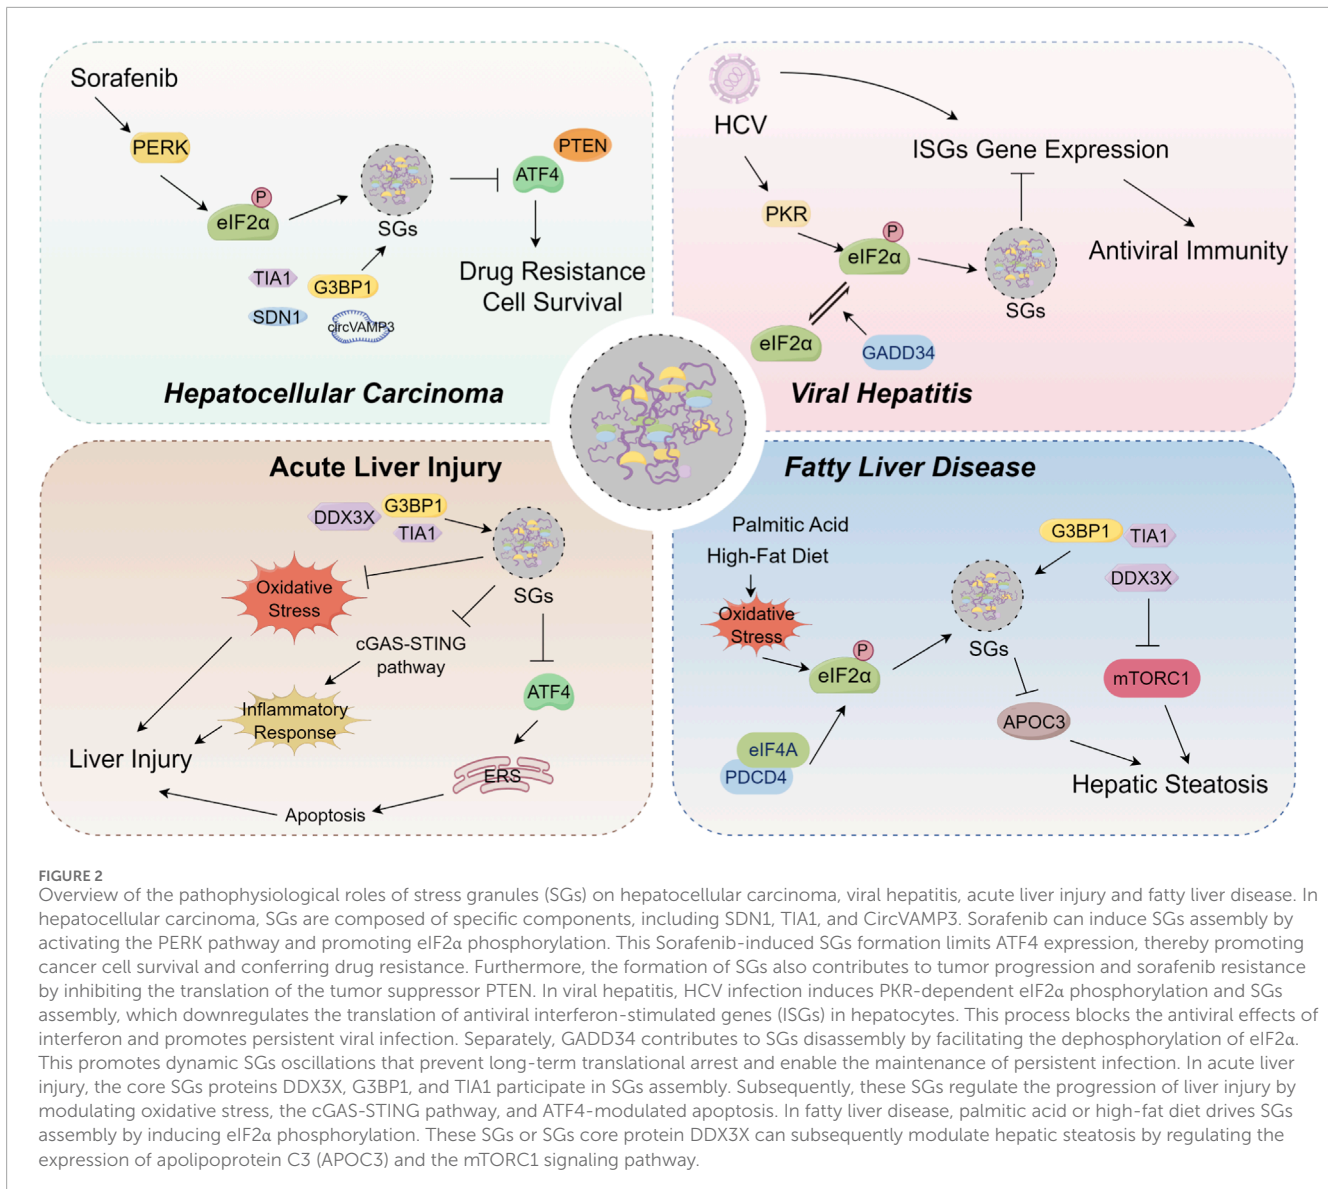 Sorafenib
PERK
P
eIF2α
SGs
PTEN
ATF4
TIA1
G3BP1
SDN1
circVAMP3
Drug Resistance
Cell Survival
Hepatocellular Carcinoma
HCV
ISGs Gene Expression
PKR
P
eIF2α
SGs
Antiviral Immunity
eIF2α
GADD34
Viral Hepatitis
Acute Liver Injury
G3BP1
DDX3X
TIA1
SGs
Oxidative
Stress
cGAS-STING
pathway
ATF4
Inflammatory
Response
Liver Injury
ERS
Apoptosis
Fatty Liver Disease
Palmitic Acid
High-Fat Diet
Oxidative
Stress
P
eIF2α
eIF4A
PDCD4
SGs
G3BP1
TIA1
DDX3X
mTORC1
APOC3
Hepatic Steatosis
FIGURE 2
Overview of the pathophysiological roles of stress granules (SGs) on hepatocellular carcinoma, viral hepatitis, acute liver injury and fatty liver disease. In
hepatocellular carcinoma, SGs are composed of specific components, including SDN1, TIA1, and CircVAMP3. Sorafenib can induce SGs assembly by
activating the PERK pathway and promoting eIF2α phosphorylation. This Sorafenib-induced SGs formation limits ATF4 expression, thereby promoting
cancer cell survival and conferring drug resistance. Furthermore, the formation of SGs also contributes to tumor progression and sorafenib resistance
by inhibiting the translation of the tumor suppressor PTEN. In viral hepatitis, HCV infection induces PKR-dependent eIF2α phosphorylation and SGs
assembly, which downregulates the translation of antiviral interferon-stimulated genes (ISGs) in hepatocytes. This process blocks the antiviral effects of
interferon and promotes persistent viral infection. Separately, GADD34 contributes to SGs disassembly by facilitating the dephosphorylation of eIF2α.
This promotes dynamic SGs oscillations that prevent long-term translational arrest and enable the maintenance of persistent infection. In acute liver
injury, the core SGs proteins DDX3X, G3BP1, and TIA1 participate in SGs assembly. Subsequently, these SGs regulate the progression of liver injury by
modulating oxidative stress, the cGAS-STING pathway, and ATF4-modulated apoptosis. In fatty liver disease, palmitic acid or high-fat diet drives SGs
assembly by inducing eIF2α phosphorylation. These SGs or SGs core protein DDX3X can subsequently modulate hepatic steatosis by regulating the
expression of apolipoprotein C3 (APOC3) and the mTORC1 signaling pathway.